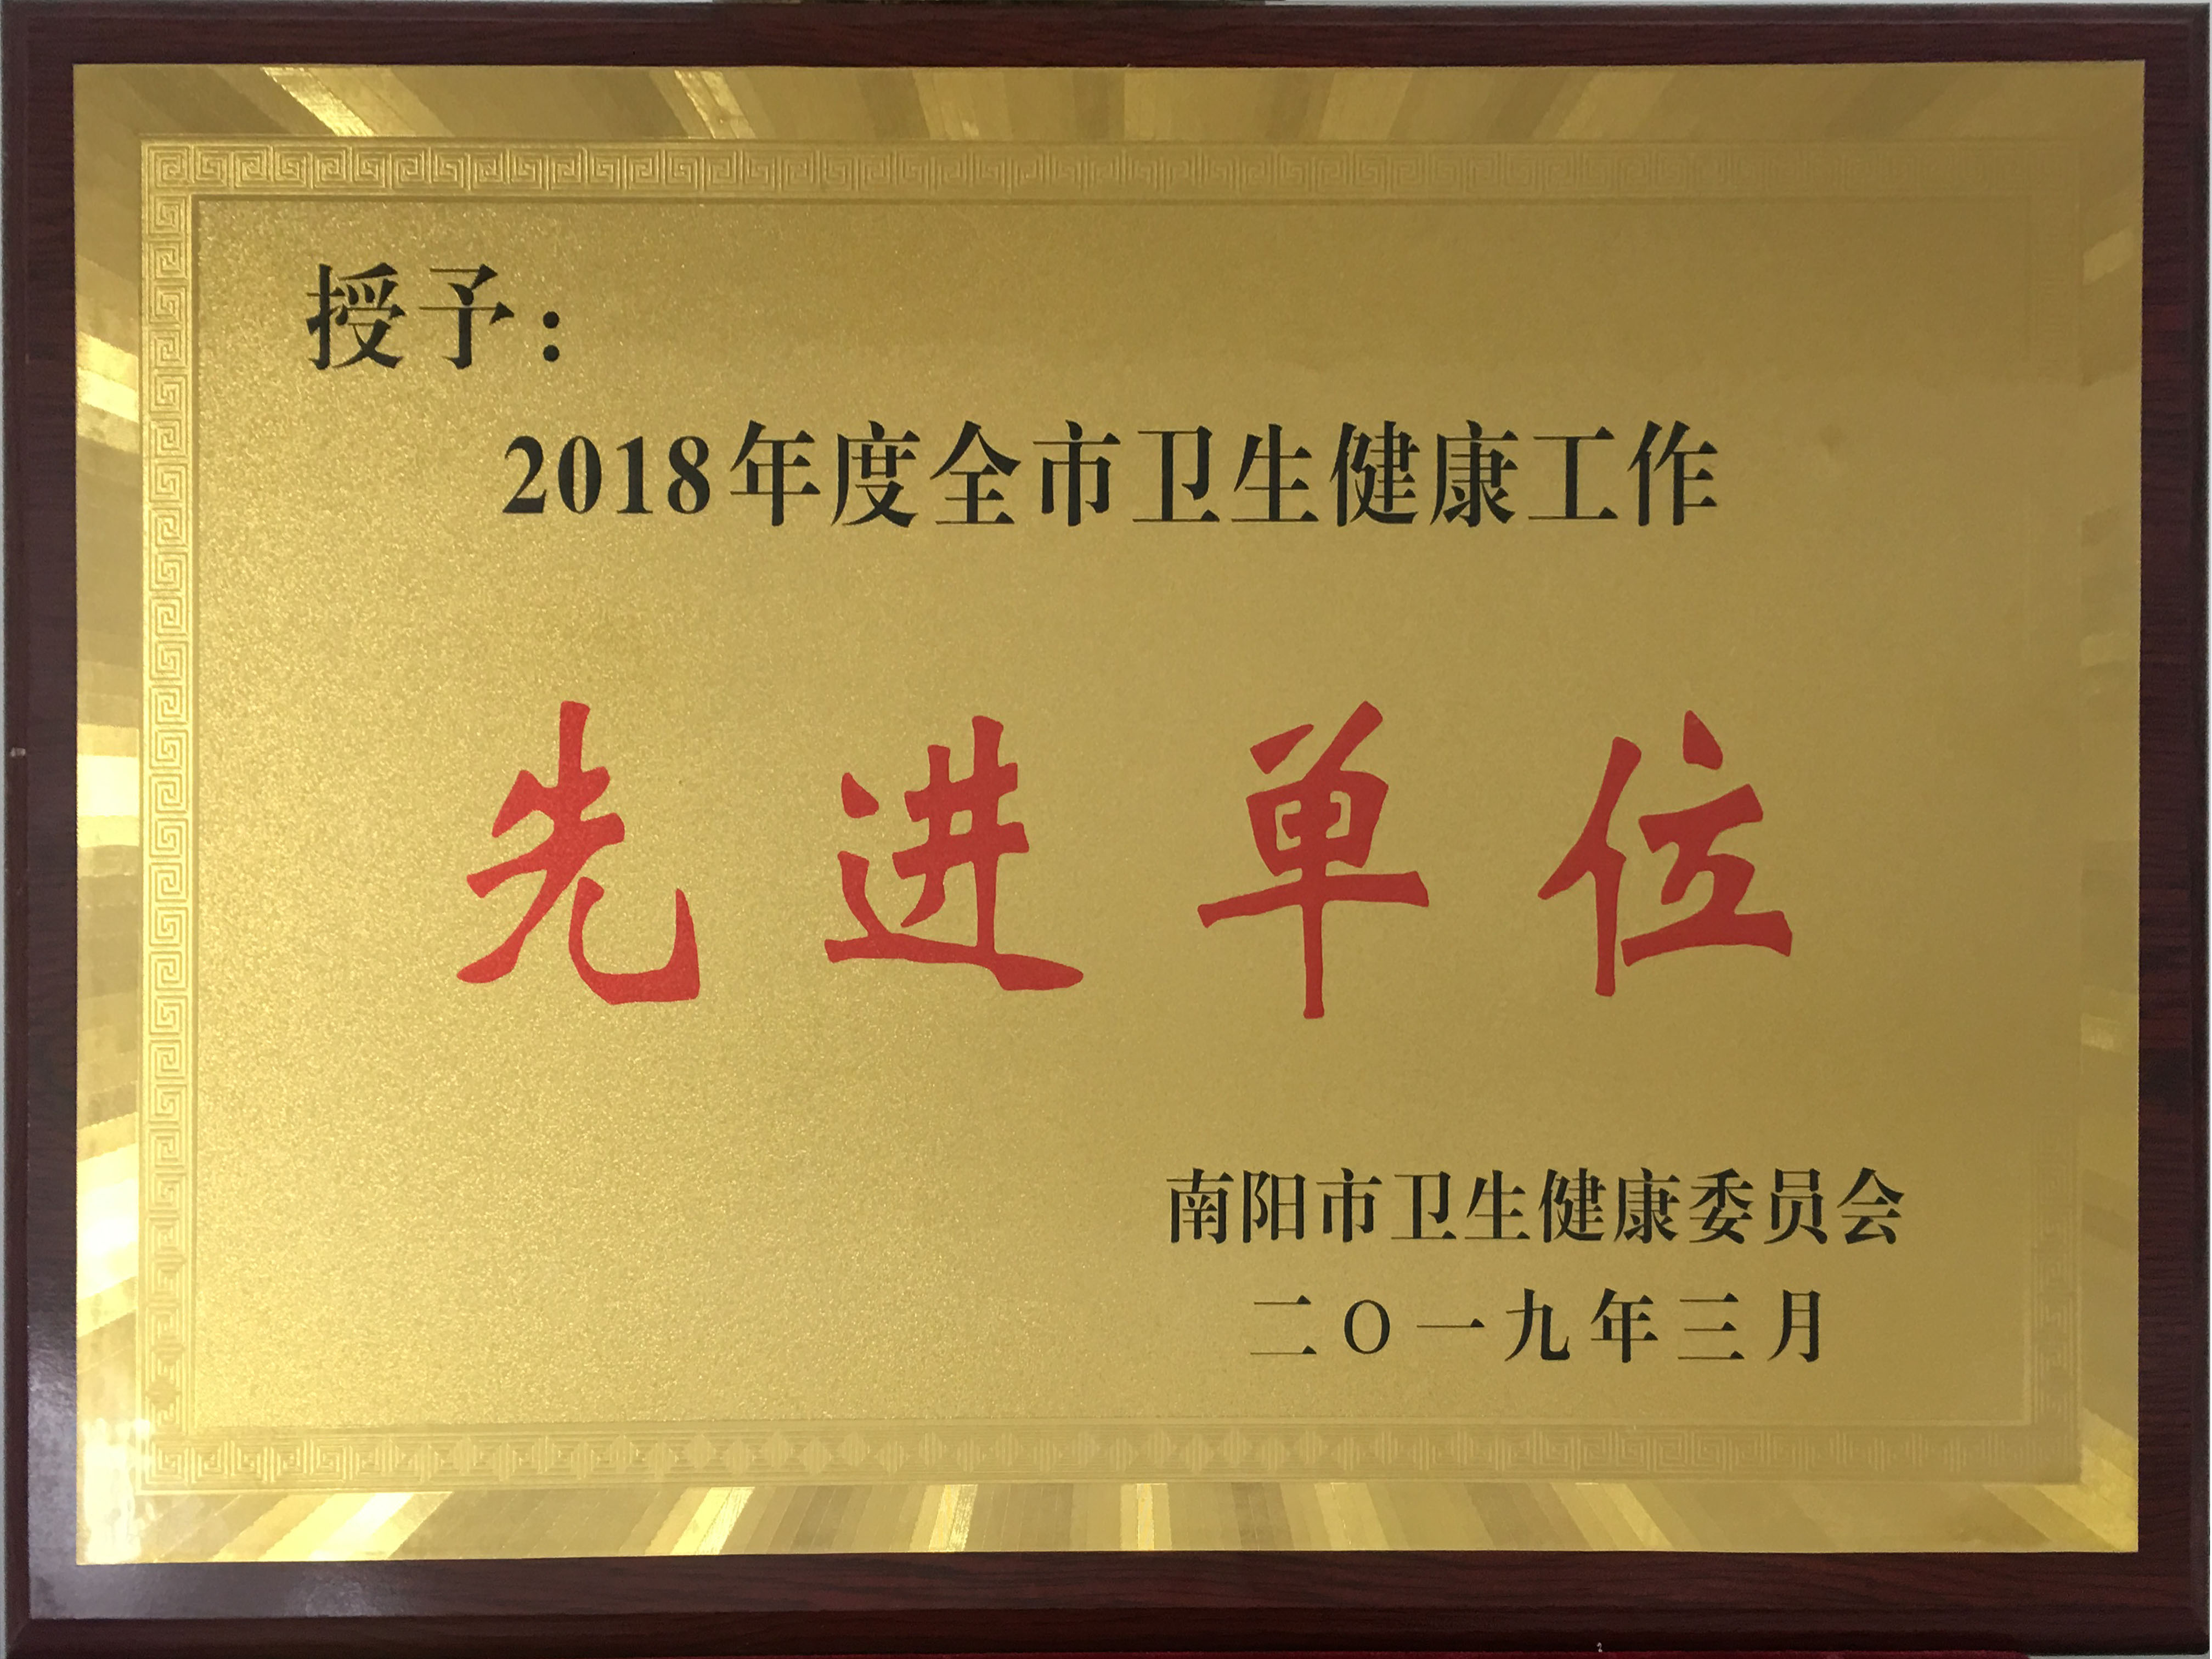 授予：
2018年度全市卫生健康工作
先进单位
南阳市卫生健康委员会
二〇一九年三月